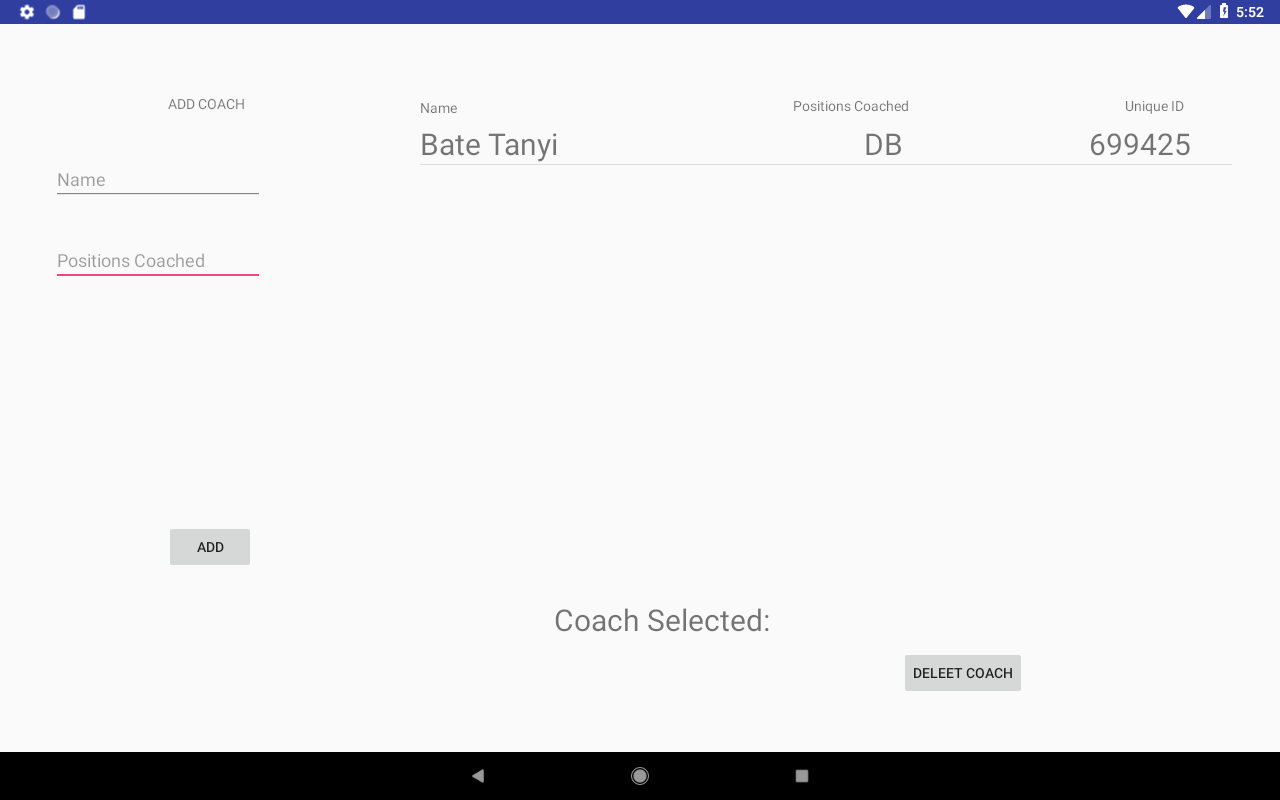 5:52
ADD COACH
Name
Positions Coached
Unique ID
Bate Tanyi
DB
699425
Name
Positions Coached
ADD
Coach Selected:
DELEET COACH